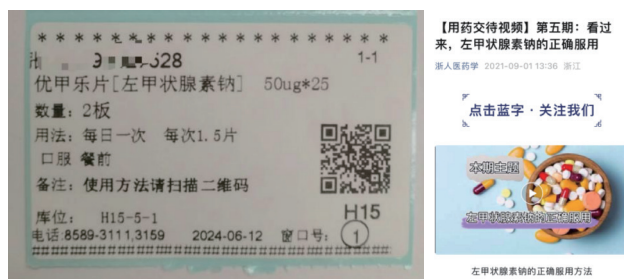 1-1
优甲乐片[左甲状腺素钠] 50ug*25
数量：2板
用法：每日一次 每次1.5片
口服 餐前
备注：使用方法请扫描二维码
库位： H15-5-1
H15
电话:8589-3111,3159 2024-06-12 窗口号： 1
【用药交待视频】第五期：看过来，左甲状腺素钠的正确服用
浙人医药学 2021-09-01 13:36 浙江
点击蓝字 · 关注我们
本期主题
左甲状腺素钠的正确服用
左甲状腺素钠的正确服用方法